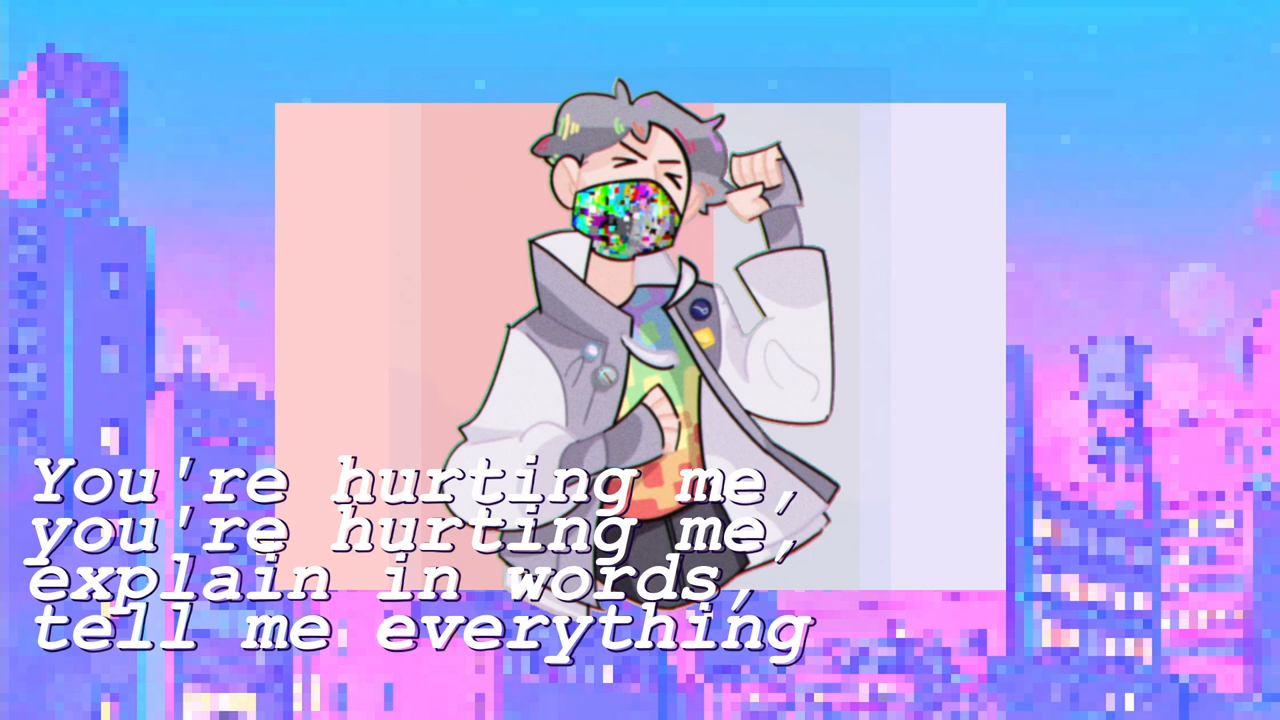 You're hurting me,
you're hurting me,
explain in words,
tell me everything